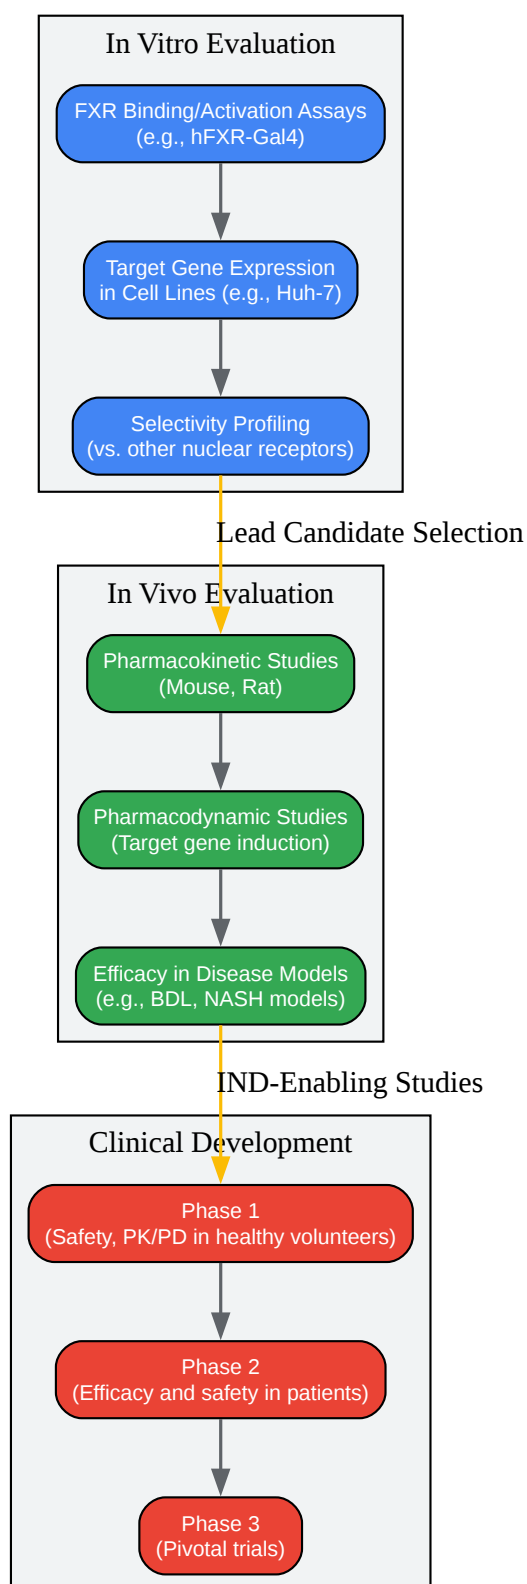 In Vitro Evaluation
FXR Binding/Activation Assays
(e.g., hFXR-Gal4)
Target Gene Expression
in Cell Lines (e.g., Huh-7)
Selectivity Profiling
(vs. other nuclear receptors)
Lead Candidate Selection
In Vivo Evaluation
Pharmacokinetic Studies
(Mouse, Rat)
Pharmacodynamic Studies
(Target gene induction)
Efficacy in Disease Models
(e.g., BDL, NASH models)
IND-Enabling Studies
Clinical Development
Phase 1
(Safety, PK/PD in healthy volunteers)
Phase 2
(Efficacy and safety in patients)
Phase 3
(Pivotal trials)